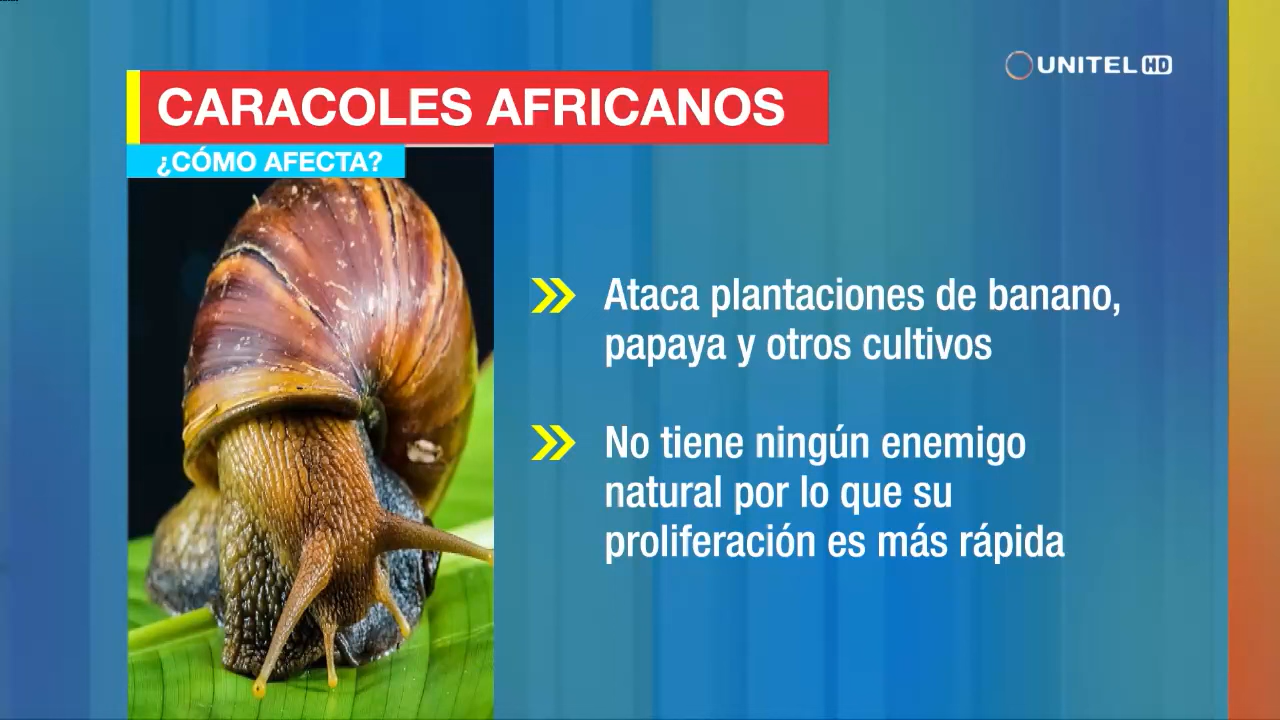 UNITEL HD
CARACOLES AFRICANOS
¿CÓMO AFECTA?
Ataca plantaciones de banano,
papaya y otros cultivos
No tiene ningún enemigo
natural por lo que su
proliferación es más rápida